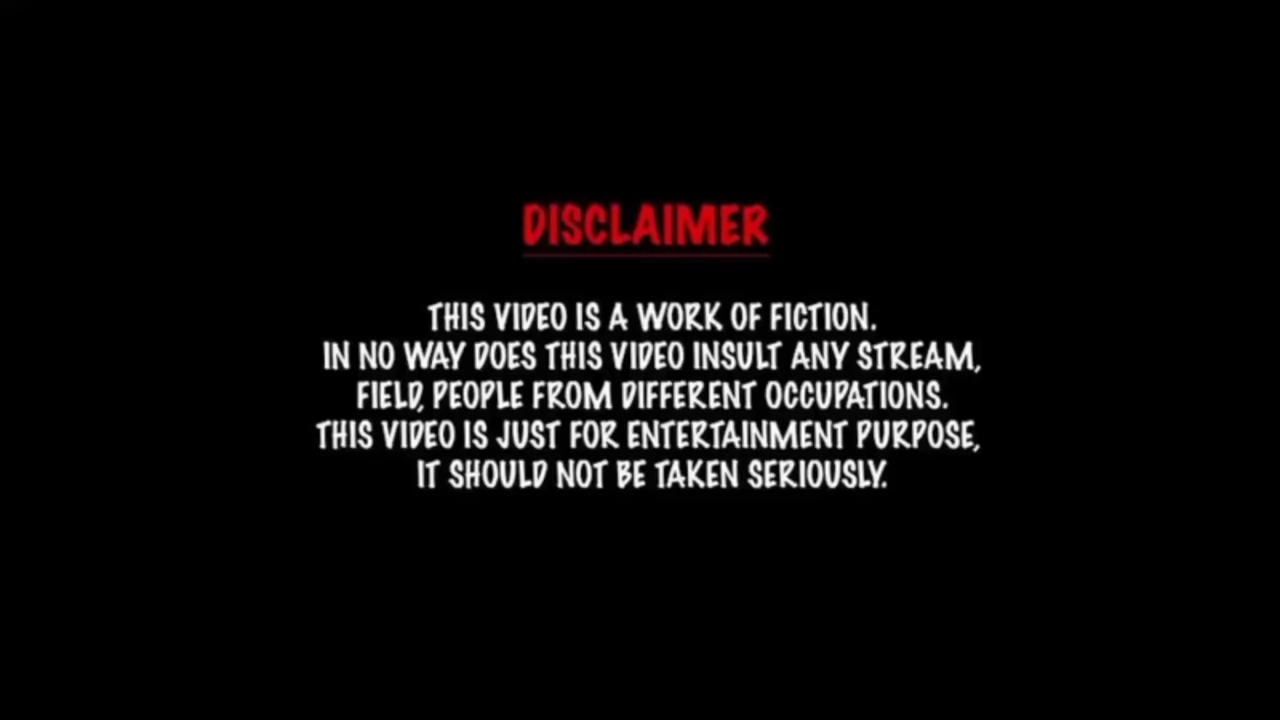 DISCLAIMER
THIS VIDEO IS A WORK OF FICTION.
IN NO WAY DOES THIS VIDEO INSULT ANY STREAM,
FIELD, PEOPLE FROM DIFFERENT OCCUPATIONS.
THIS VIDEO IS JUST FOR ENTERTAINMENT PURPOSE,
IT SHOULD NOT BE TAKEN SERIOUSLY.